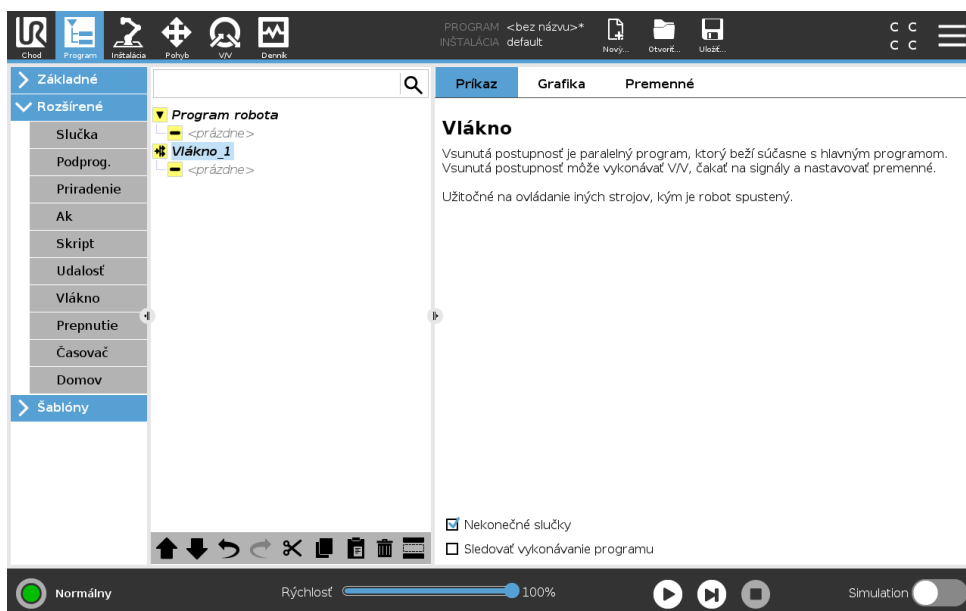 UR
PROGRAM <bez názvu>*
INŠTALÁCIA default
Chod
Program
Inštalácia
Pohyb
V/V
Denník
Nový...
Otvoriť...
Uložiť...
C C
C C
Základné
Rozšírené
Slučka
Podprog.
Priradenie
Ak
Skript
Udalosť
Vlákno
Prepnutie
Časovač
Domov
Šablóny
Program robota
<prázdne>
Vlákno_1
<prázdne>
Príkaz
Grafika
Premenné
Vlákno
Vsunutá postupnosť je paralelný program, ktorý beží súčasne s hlavným programom.
Vsunutá postupnosť môže vykonávať V/V, čakať na signály a nastavovať premenné.
Užitočné na ovládanie iných strojov, kým je robot spustený.
Nekonečné slučky
Sledovať vykonávanie programu
Normálny
Rýchlosť
100%
Simulation